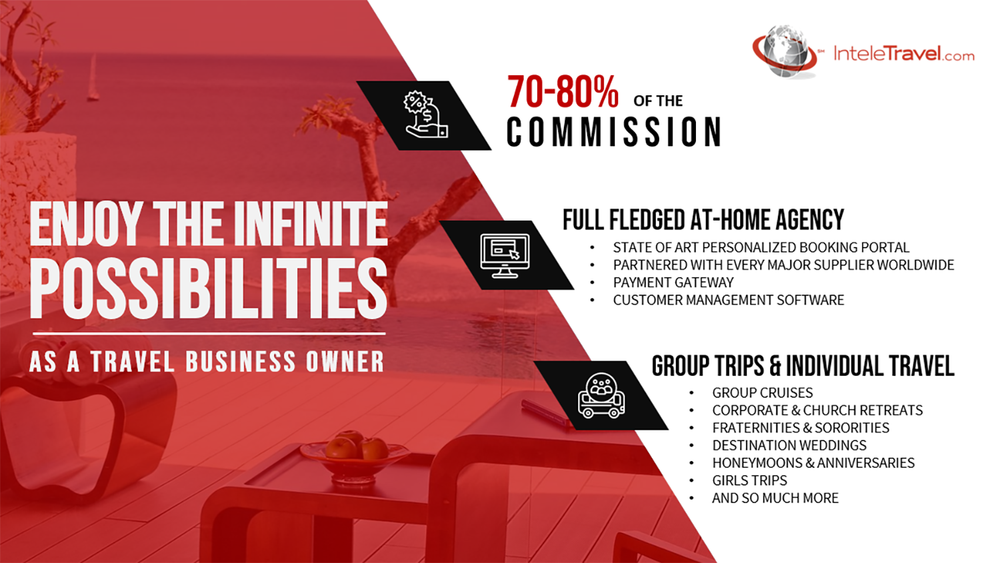 InteleTravel.com
SM
ENJOY THE INFINITE
POSSIBILITIES
AS A TRAVEL BUSINESS OWNER
70-80% OF THE
COMMISSION
FULL FLEDGED AT-HOME AGENCY
• STATE OF ART PERSONALIZED BOOKING PORTAL
• PARTNERED WITH EVERY MAJOR SUPPLIER WORLDWIDE
• PAYMENT GATEWAY
• CUSTOMER MANAGEMENT SOFTWARE
GROUP TRIPS & INDIVIDUAL TRAVEL
• GROUP CRUISES
• CORPORATE & CHURCH RETREATS
• FRATERNITIES & SORORITIES
• DESTINATION WEDDINGS
• HONEYMOONS & ANNIVERSARIES
• GIRLS TRIPS
• AND SO MUCH MORE